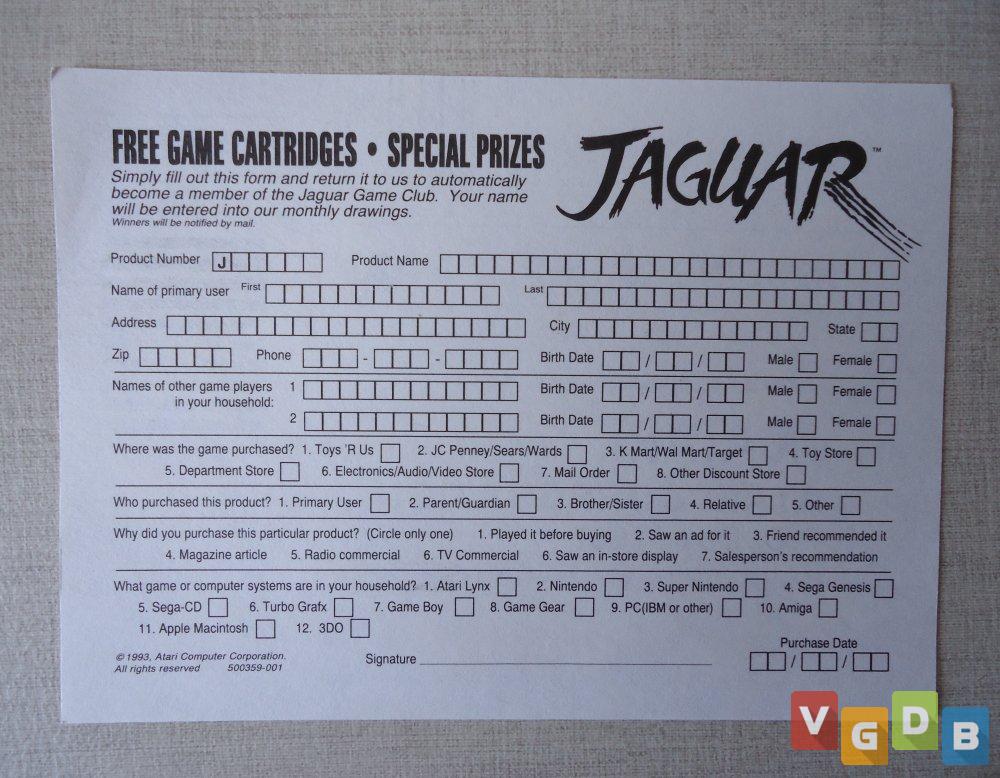 FREE GAME CARTRIDGES • SPECIAL PRIZES
Simply fill out this form and return it to us to automatically
become a member of the Jaguar Game Club. Your name
will be entered into our monthly drawings.
Winners will be notified by mail.
JAGUAR™
Product Number J Product Name
Name of primary user First Last
Address City State
Zip Phone - - Birth Date / / Male Female
Names of other game players 1 Birth Date / / Male Female
in your household:
2 Birth Date / / Male Female
Where was the game purchased? 1. Toys 'R Us 2. JC Penney/Sears/Wards 3. K Mart/Wal Mart/Target 4. Toy Store
5. Department Store 6. Electronics/Audio/Video Store 7. Mail Order 8. Other Discount Store
Who purchased this product? 1. Primary User 2. Parent/Guardian 3. Brother/Sister 4. Relative 5. Other
Why did you purchase this particular product? (Circle only one) 1. Played it before buying 2. Saw an ad for it 3. Friend recommended it
4. Magazine article 5. Radio commercial 6. TV Commercial 6. Saw an in-store display 7. Salesperson's recommendation
What game or computer systems are in your household? 1. Atari Lynx 2. Nintendo 3. Super Nintendo 4. Sega Genesis
5. Sega-CD 6. Turbo Grafx 7. Game Boy 8. Game Gear 9. PC(IBM or other) 10. Amiga
11. Apple Macintosh 12. 3DO
Purchase Date
©1993, Atari Computer Corporation.
All rights reserved 500359-001
Signature / /
VGDB